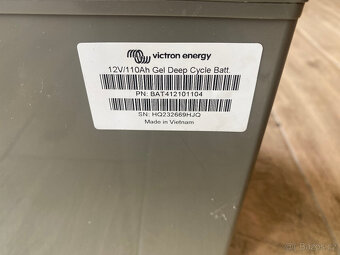 victron energy
12V/110Ah Gel Deep Cycle Batt.
PN: BAT412101104
SN: HQ232669HJQ
Made in Vietnam